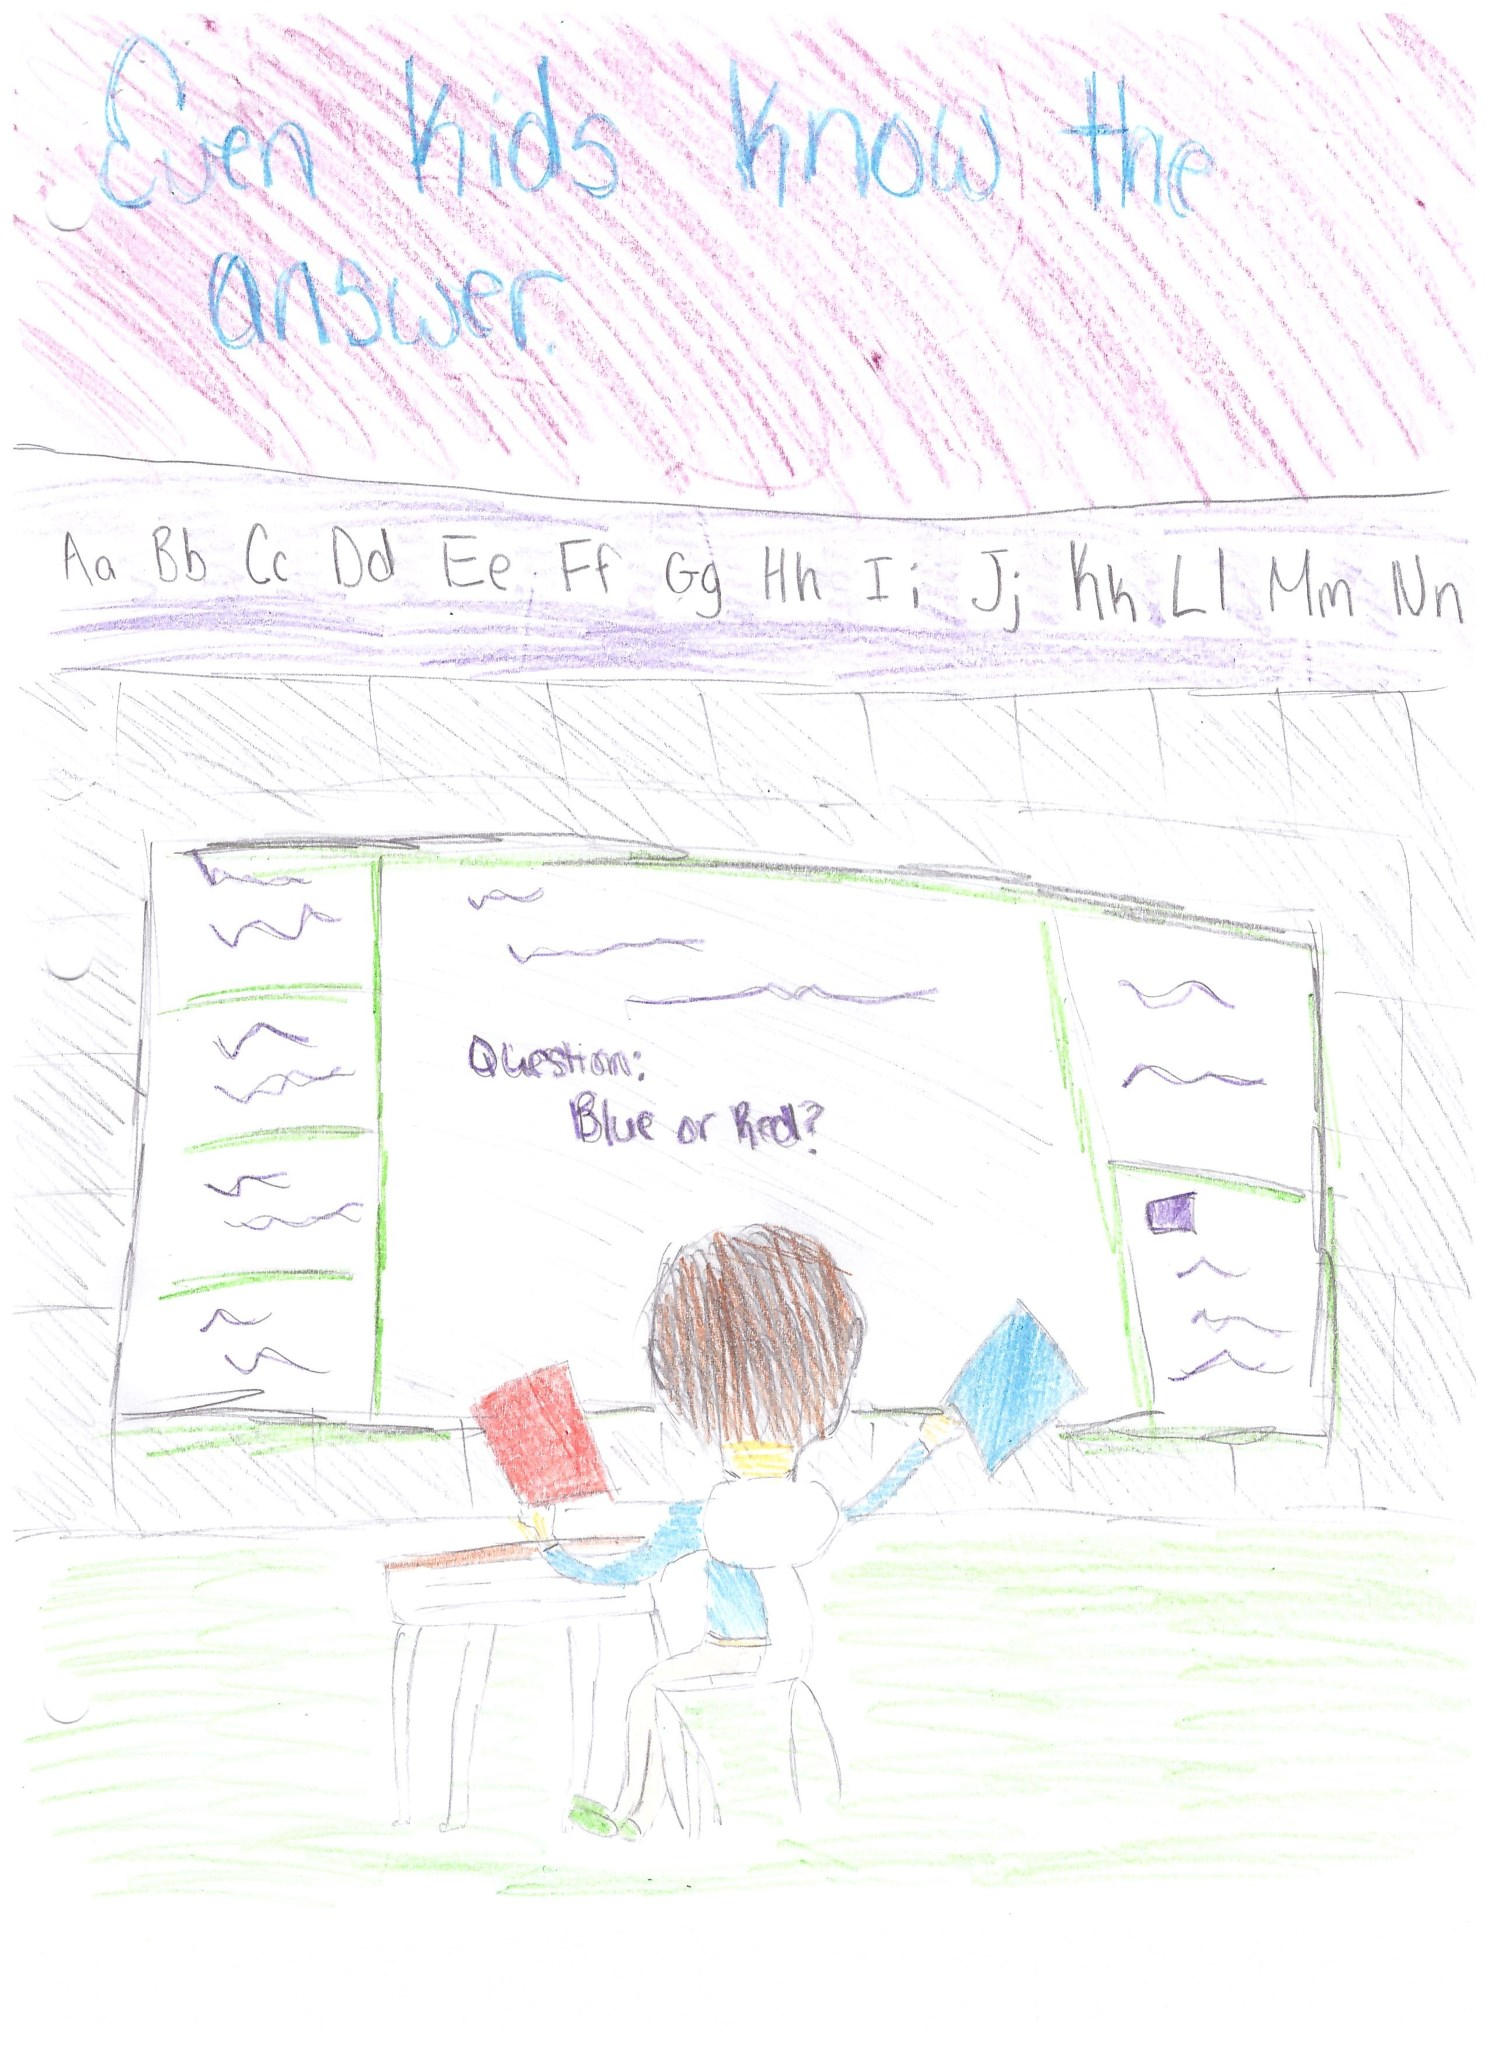 Even Kids Know the
answer.
Aa Bb Cc Dd Ee Ff Gg Hh Ii Jj Kk Ll Mm Nn
Question:
Blue or Red?